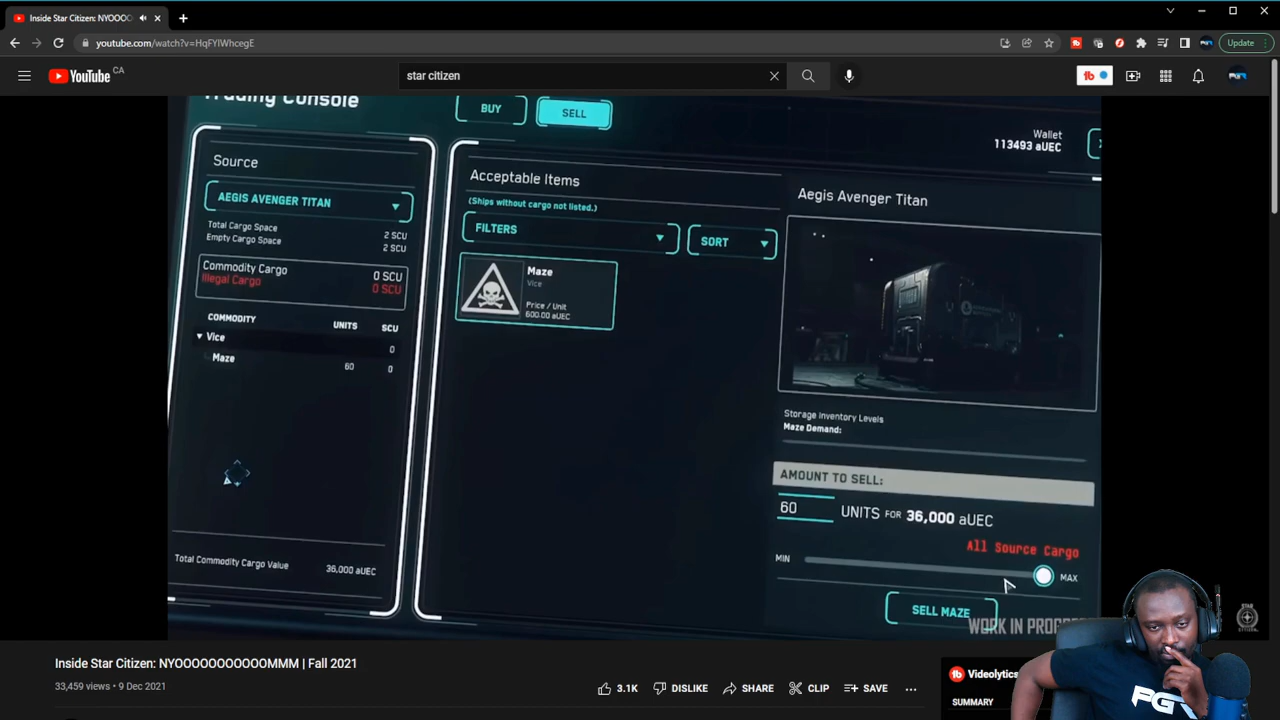 Inside Star Citizen: NYOOOO
youtube.com/watch?v=HqFYlWhcegE
Update
YouTube CA
star citizen
Trading Console
BUY
SELL
Wallet
113493 aUEC
Source
AEGIS AVENGER TITAN
Total Cargo Space 2 SCU
Empty Cargo Space 2 SCU
Commodity Cargo 0 SCU
Illegal Cargo 0 SCU
COMMODITY UNITS SCU
Vice 0
Maze 60 0
Total Commodity Cargo Value 36,000 aUEC
Acceptable Items
(Ships without cargo not listed.)
FILTERS
SORT
Maze
Vice
Price / Unit
600.00 aUEC
Aegis Avenger Titan
Storage Inventory Levels
Maze Demand:
AMOUNT TO SELL:
60 UNITS FOR 36,000 aUEC
All Source Cargo
MIN
MAX
SELL MAZE
WORK IN PROGRE
STAR CITIZEN
Inside Star Citizen: NYOOOOOOOOOOOMMM | Fall 2021
33,459 views • 9 Dec 2021
3.1K
DISLIKE
SHARE
CLIP
SAVE
Videolytics
SUMMARY
PGR